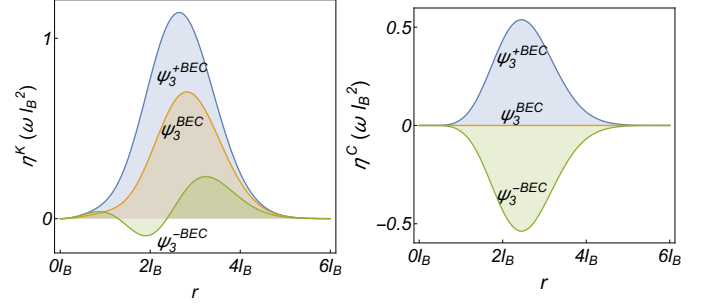 1
0
η^K (ω l_B^2)
ψ_3^{+BEC}
ψ_3^{BEC}
ψ_3^{-BEC}
0l_B
2l_B
4l_B
6l_B
r
0.5
0
-0.5
η^C (ω l_B^2)
ψ_3^{+BEC}
ψ_3^{BEC}
ψ_3^{-BEC}
0l_B
2l_B
4l_B
6l_B
r